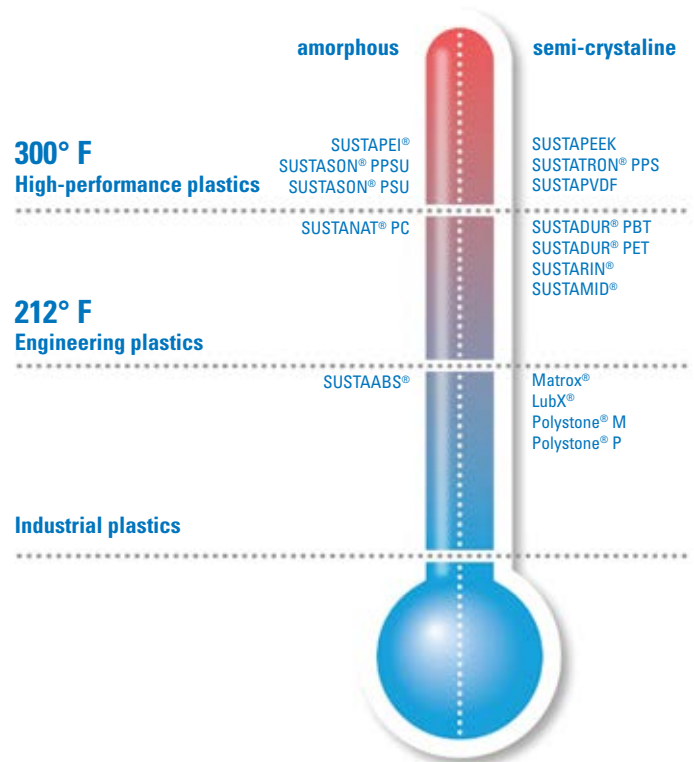 amorphous
semi-crystaline
300° F
High-performance plastics
SUSTAPEI®
SUSTASON® PPSU
SUSTASON® PSU
SUSTAPEEK
SUSTATRON® PPS
SUSTAPVDF
SUSTANAT® PC
SUSTADUR® PBT
SUSTADUR® PET
SUSTARIN®
SUSTAMID®
212° F
Engineering plastics
SUSTAABS®
Matrox®
LubX®
Polystone® M
Polystone® P
Industrial plastics